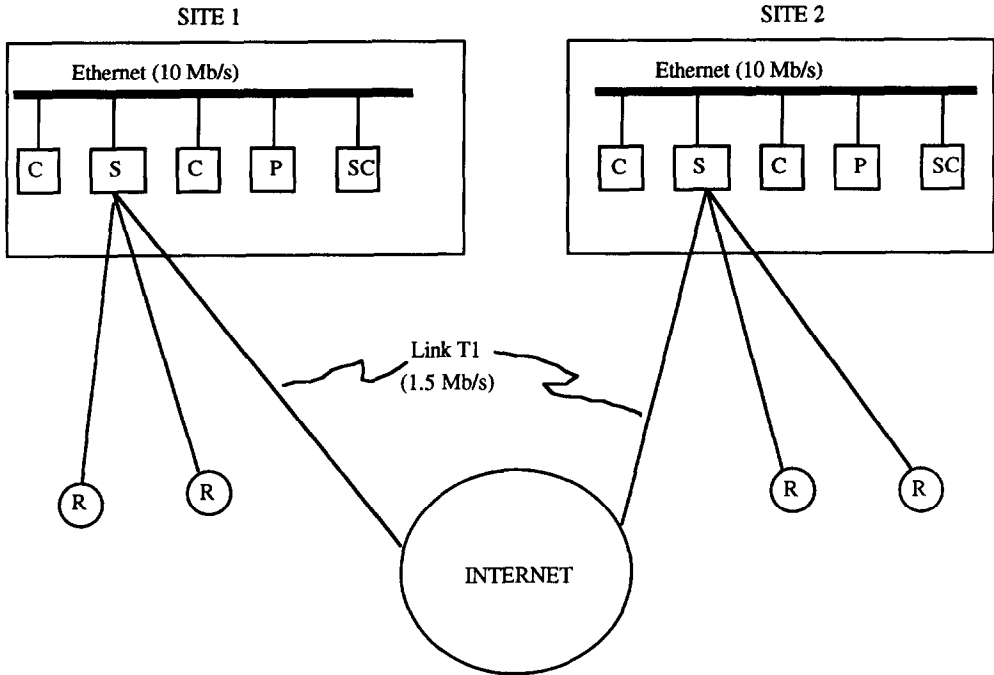 SITE 1
SITE 2
Ethernet (10 Mb/s)
Ethernet (10 Mb/s)
C
S
C
P
SC
C
S
C
P
SC
Link T1
(1.5 Mb/s)
R
R
R
R
INTERNET